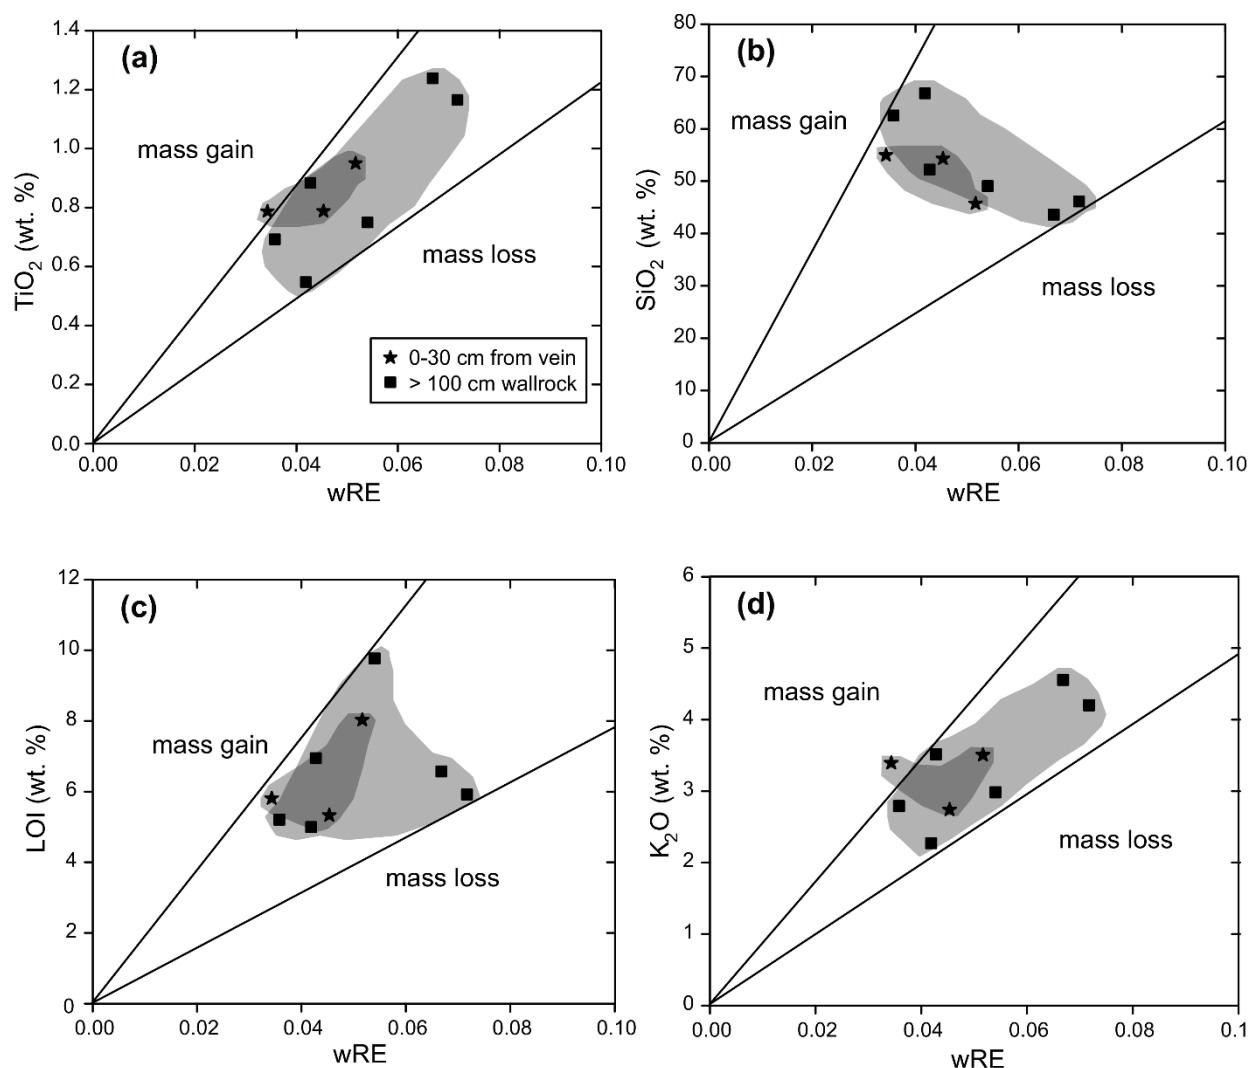 (a)
1.4
1.2
1.0
0.8
0.6
0.4
0.2
0.0
TiO2 (wt. %)
mass gain
mass loss
0-30 cm from vein
> 100 cm wallrock
0.00 0.02 0.04 0.06 0.08 0.10
wRE
(b)
80
70
60
50
40
30
20
10
0
SiO2 (wt. %)
mass gain
mass loss
0.00 0.02 0.04 0.06 0.08 0.10
wRE
(c)
12
10
8
6
4
2
0
LOI (wt. %)
mass gain
mass loss
0.00 0.02 0.04 0.06 0.08 0.10
wRE
(d)
6
5
4
3
2
1
0
K2O (wt. %)
mass gain
mass loss
0.00 0.02 0.04 0.06 0.08 0.1
wRE